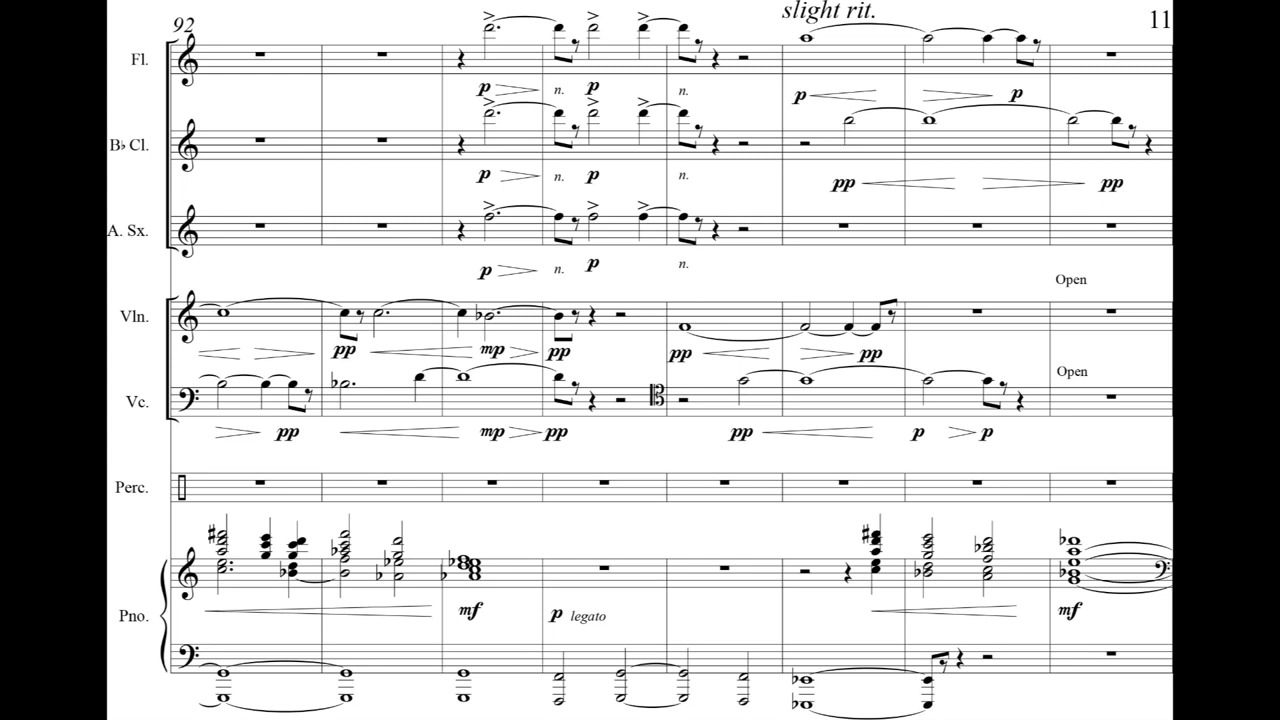 slight rit.
92
11
Fl.
p n. p n. p p
B♭ Cl.
p n. p n. pp pp
A. Sx.
p n. p n.
Open
Vln.
pp mp pp pp pp
Open
Vc.
pp mp pp pp p p
Perc.
Pno.
mf p legato mf